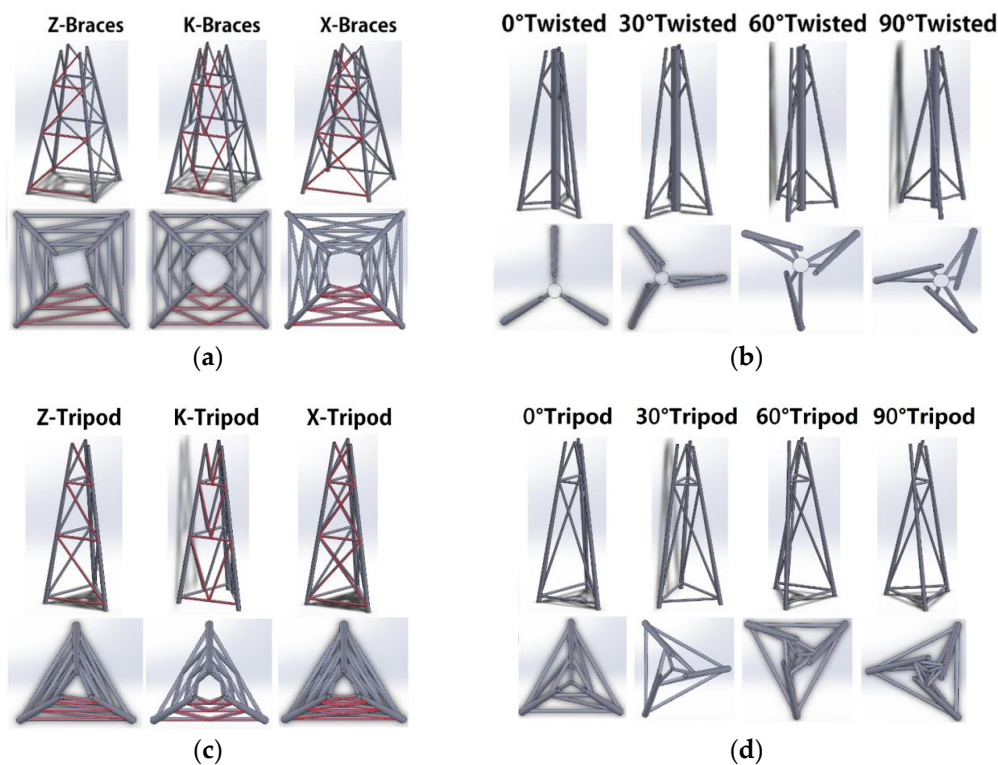 Z-Braces K-Braces X-Braces
0°Twisted 30°Twisted 60°Twisted 90°Twisted
(a) (b)
Z-Tripod K-Tripod X-Tripod
0°Tripod 30°Tripod 60°Tripod 90°Tripod
(c) (d)